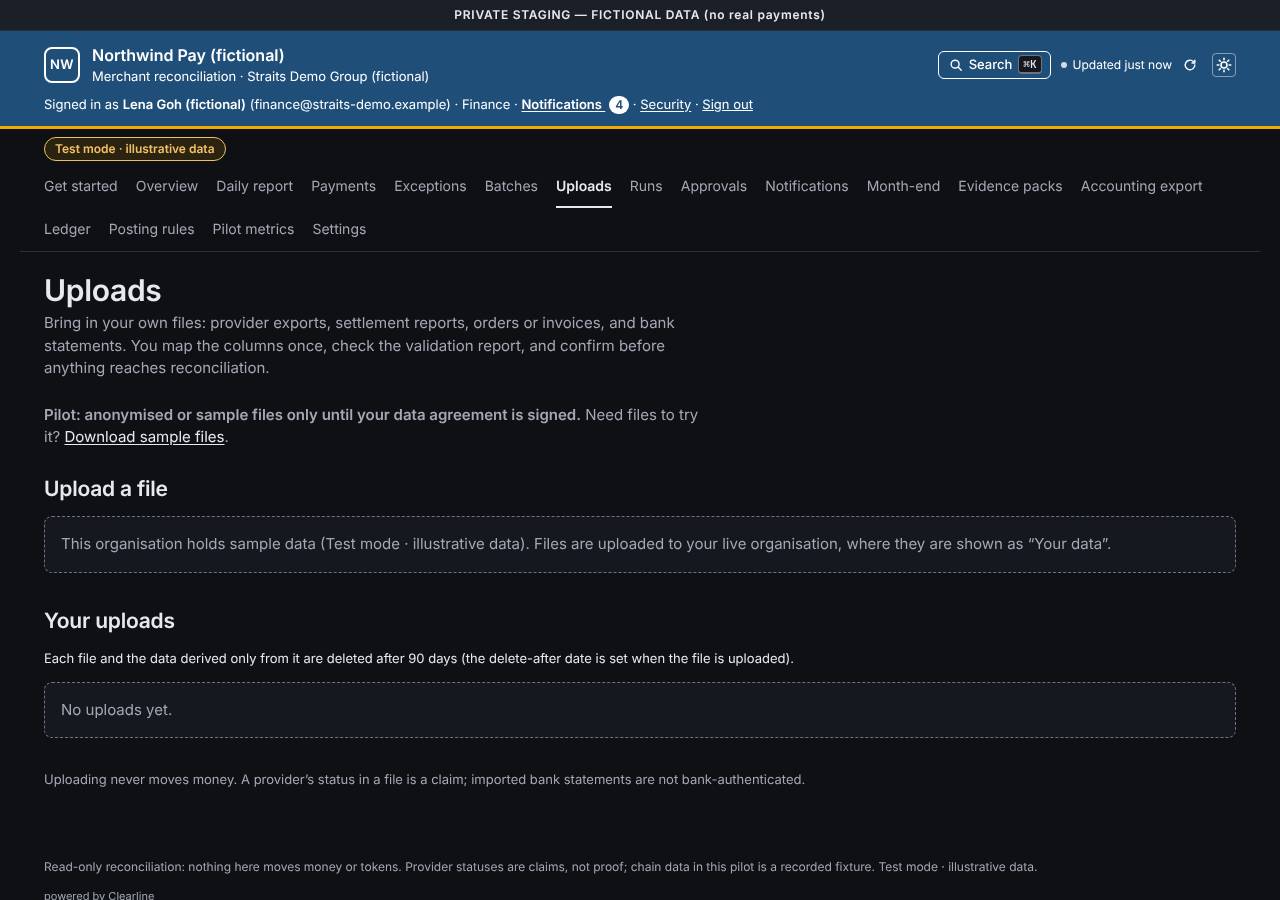 PRIVATE STAGING — FICTIONAL DATA (no real payments)
NW
Northwind Pay (fictional)
Merchant reconciliation · Straits Demo Group (fictional)
Search ⌘K
Updated just now
Signed in as Lena Goh (fictional) (finance@straits-demo.example) · Finance · Notifications 4 · Security · Sign out
Test mode · illustrative data
Get started Overview Daily report Payments Exceptions Batches Uploads Runs Approvals Notifications Month-end Evidence packs Accounting export
Ledger Posting rules Pilot metrics Settings
Uploads
Bring in your own files: provider exports, settlement reports, orders or invoices, and bank
statements. You map the columns once, check the validation report, and confirm before
anything reaches reconciliation.
Pilot: anonymised or sample files only until your data agreement is signed. Need files to try
it? Download sample files.
Upload a file
This organisation holds sample data (Test mode · illustrative data). Files are uploaded to your live organisation, where they are shown as “Your data”.
Your uploads
Each file and the data derived only from it are deleted after 90 days (the delete-after date is set when the file is uploaded).
No uploads yet.
Uploading never moves money. A provider’s status in a file is a claim; imported bank statements are not bank-authenticated.
Read-only reconciliation: nothing here moves money or tokens. Provider statuses are claims, not proof; chain data in this pilot is a recorded fixture. Test mode · illustrative data.
powered by Clearline